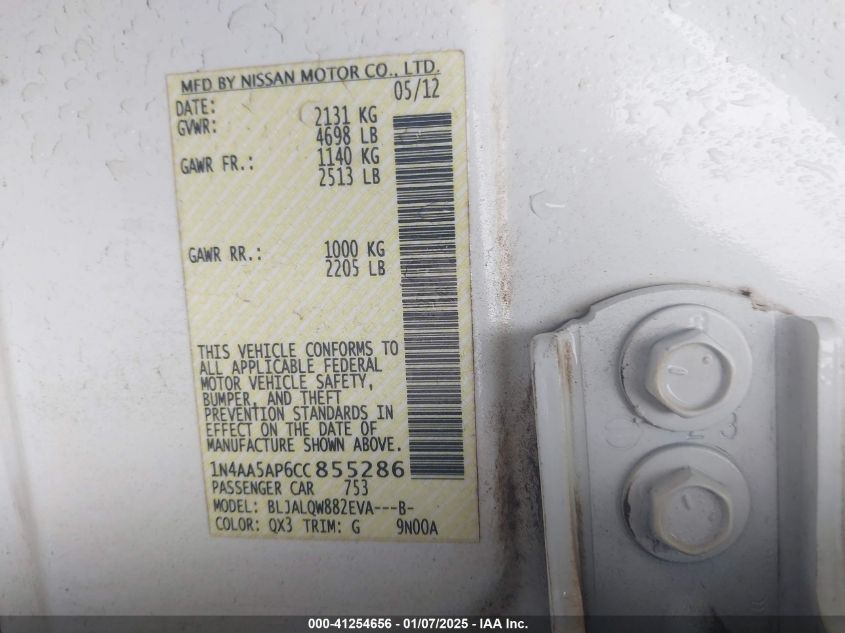 MFD BY NISSAN MOTOR CO., LTD.
DATE: 05/12
GVWR: 2131 KG
4698 LB
GAWR FR.: 1140 KG
2513 LB
GAWR RR.: 1000 KG
2205 LB
THIS VEHICLE CONFORMS TO
ALL APPLICABLE FEDERAL
MOTOR VEHICLE SAFETY,
BUMPER, AND THEFT
PREVENTION STANDARDS IN
EFFECT ON THE DATE OF
MANUFACTURE SHOWN ABOVE.
1N4AA5AP6CC855286
PASSENGER CAR 753
MODEL: BLJALQW882EVA---B-
COLOR: QX3 TRIM: G 9N00A
000-41254656 - 01/07/2025 - IAA Inc.